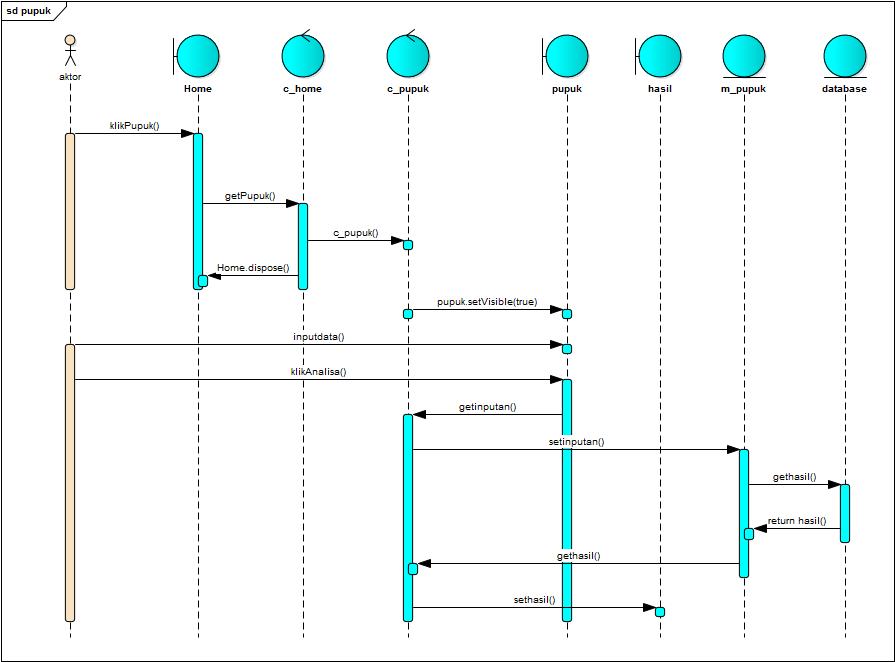 sd pupuk
aktor
Home
c_home
c_pupuk
pupuk
hasil
m_pupuk
database
klikPupuk()
getPupuk()
c_pupuk()
Home.dispose()
pupuk.setVisible(true)
inputdata()
klikAnalisa()
getinputan()
setinputan()
gethasil()
return hasil()
gethasil()
sethasil()